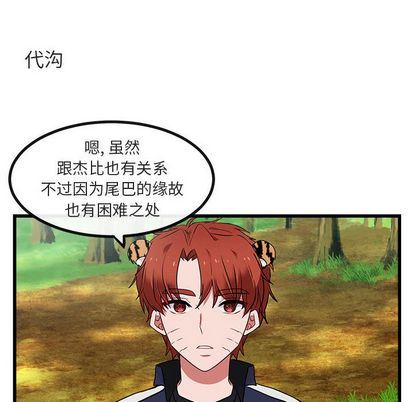 代沟
嗯, 虽然
跟杰比也有关系
不过因为尾巴的缘故
也有困难之处